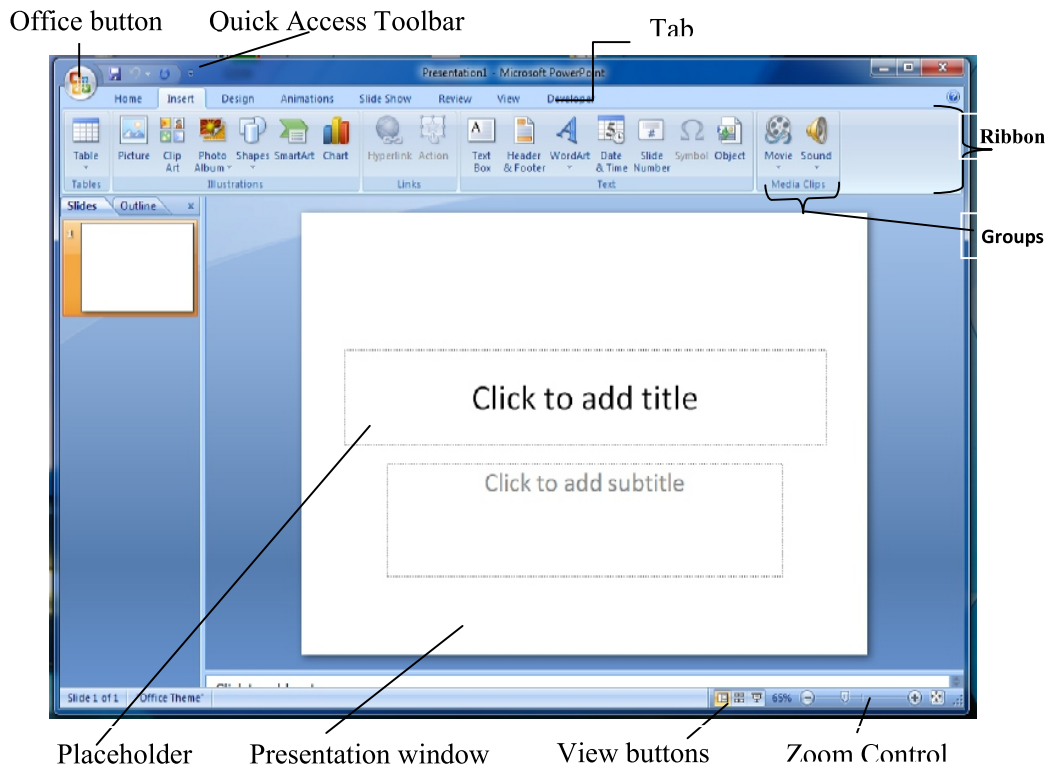 Office button Quick Access Toolbar Tab
Presentation1 - Microsoft PowerPoint
Home Insert Design Animations Slide Show Review View Developer
Table Picture Clip Art Photo Album Shapes SmartArt Chart Hyperlink Action Text Box Header & Footer WordArt Date & Time Slide Number Symbol Object Movie Sound
Tables Illustrations Links Text Media Clips
Ribbon
Groups
Slides Outline x
1
Click to add title
Click to add subtitle
Slide 1 of 1 "Office Theme" 65%
Placeholder Presentation window View buttons Zoom Control